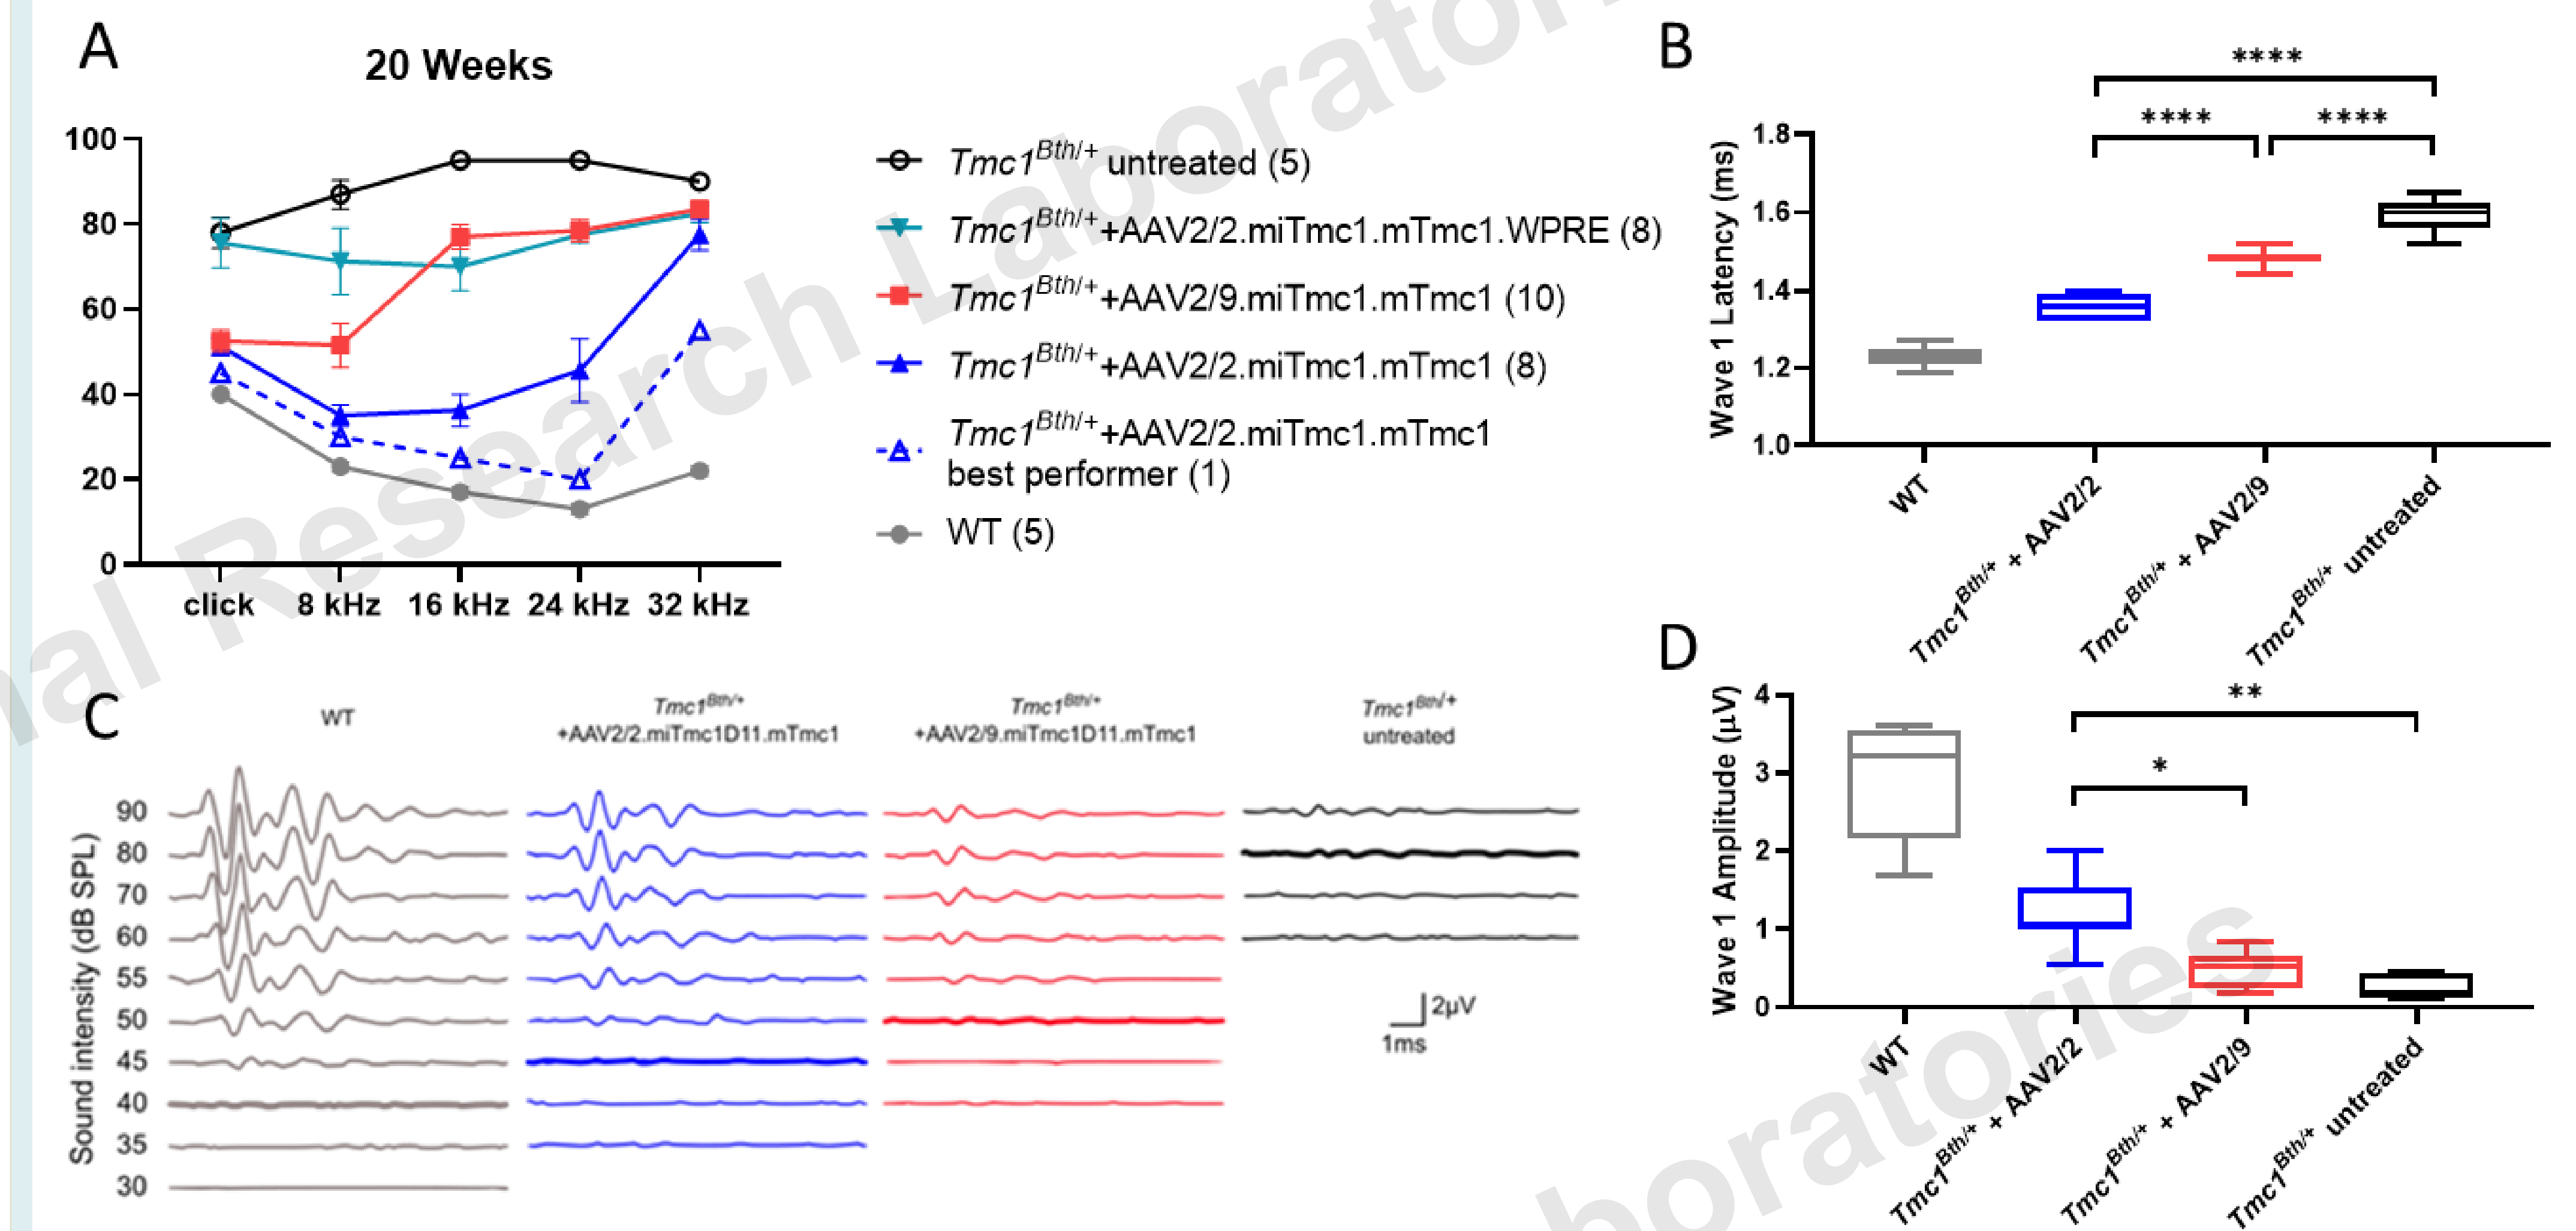 A
20 Weeks
100
80
60
40
20
0
click 8 kHz 16 kHz 24 kHz 32 kHz
Tmc1Bth/+ untreated (5)
Tmc1Bth/++AAV2/2.miTmc1.mTmc1.WPRE (8)
Tmc1Bth/++AAV2/9.miTmc1.mTmc1 (10)
Tmc1Bth/++AAV2/2.miTmc1.mTmc1 (8)
Tmc1Bth/++AAV2/2.miTmc1.mTmc1
best performer (1)
WT (5)
B
****
**** ****
Wave 1 Latency (ms)
1.8
1.6
1.4
1.2
1.0
WT
Tmc1Bth/+ + AAV2/2
Tmc1Bth/+ + AAV2/9
Tmc1Bth/+ untreated
C
WT
Tmc1Bth/+
+AAV2/2.miTmc1D11.mTmc1
Tmc1Bth/+
+AAV2/9.miTmc1D11.mTmc1
Tmc1Bth/+
untreated
Sound intensity (dB SPL)
90
80
70
60
55
50
45
40
35
30
2µV
1ms
D
**
*
Wave 1 Amplitude (µV)
4
3
2
1
0
WT
Tmc1Bth/+ + AAV2/2
Tmc1Bth/+ + AAV2/9
Tmc1Bth/+ untreated
nal Research Laboratori
boratories